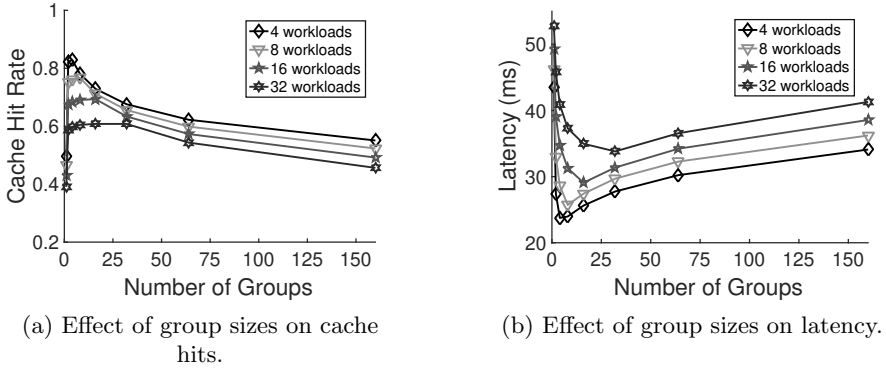 1
0.8
0.6
0.4
0.2
Cache Hit Rate
4 workloads
8 workloads
16 workloads
32 workloads
0 25 50 75 100 125 150
Number of Groups
(a) Effect of group sizes on cache
hits.
50
40
30
20
Latency (ms)
4 workloads
8 workloads
16 workloads
32 workloads
0 25 50 75 100 125 150
Number of Groups
(b) Effect of group sizes on latency.